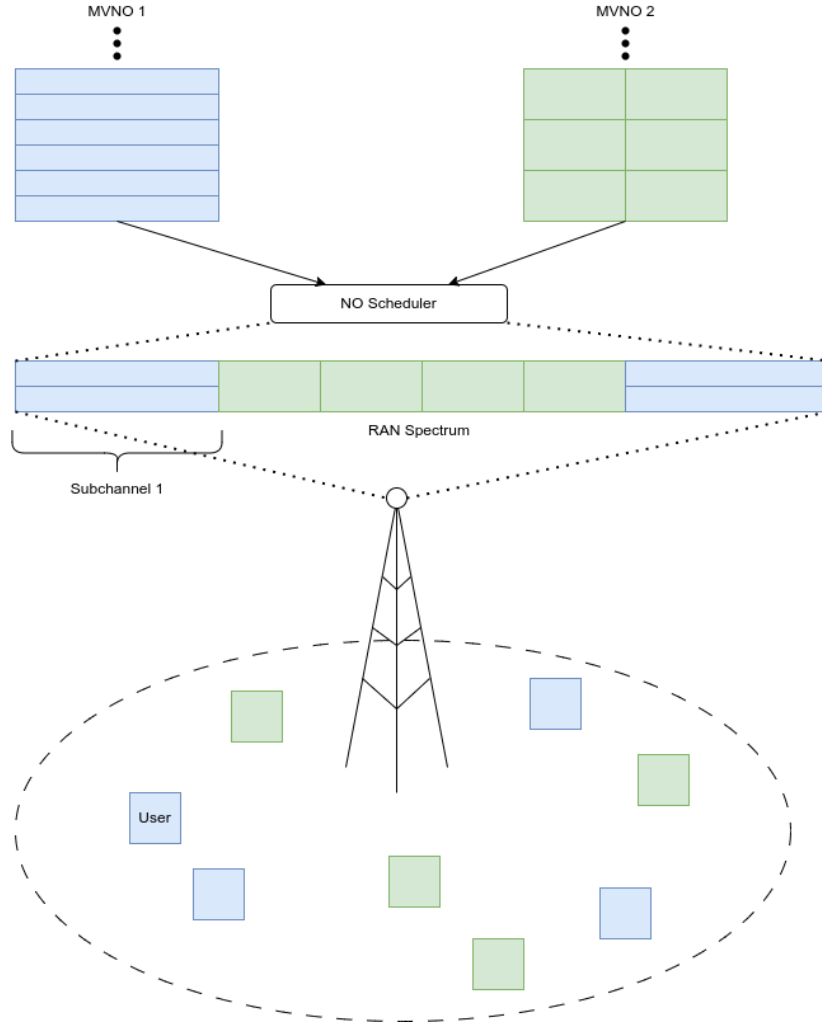 MVNO 1
MVNO 2
NO Scheduler
RAN Spectrum
Subchannel 1
User